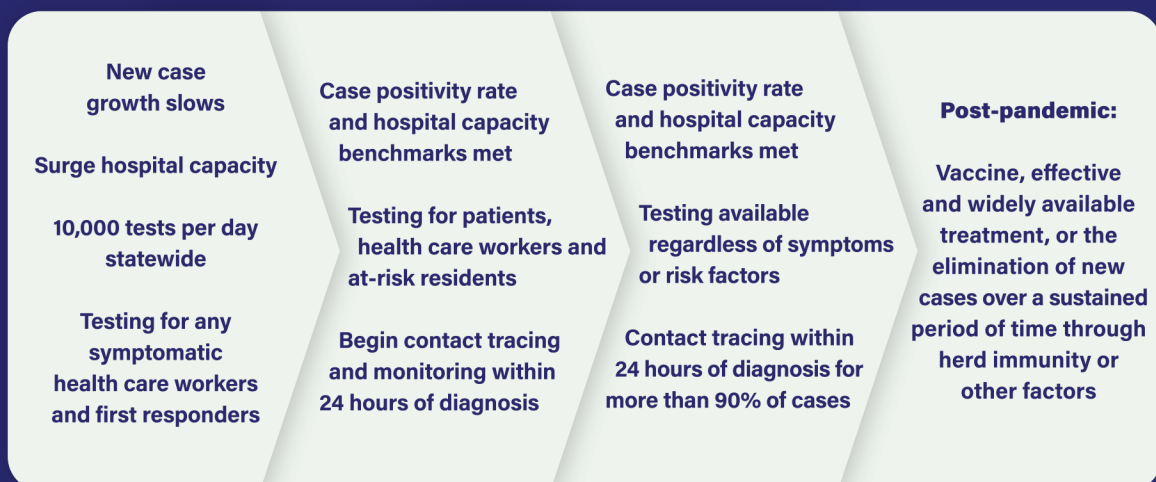 New case
growth slows
Surge hospital capacity
10,000 tests per day
statewide
Testing for any
symptomatic
health care workers
and first responders
Case positivity rate
and hospital capacity
benchmarks met
Testing for patients,
health care workers and
at-risk residents
Begin contact tracing
and monitoring within
24 hours of diagnosis
Case positivity rate
and hospital capacity
benchmarks met
Testing available
regardless of symptoms
or risk factors
Contact tracing within
24 hours of diagnosis for
more than 90% of cases
Post-pandemic:
Vaccine, effective
and widely available
treatment, or the
elimination of new
cases over a sustained
period of time through
herd immunity or
other factors